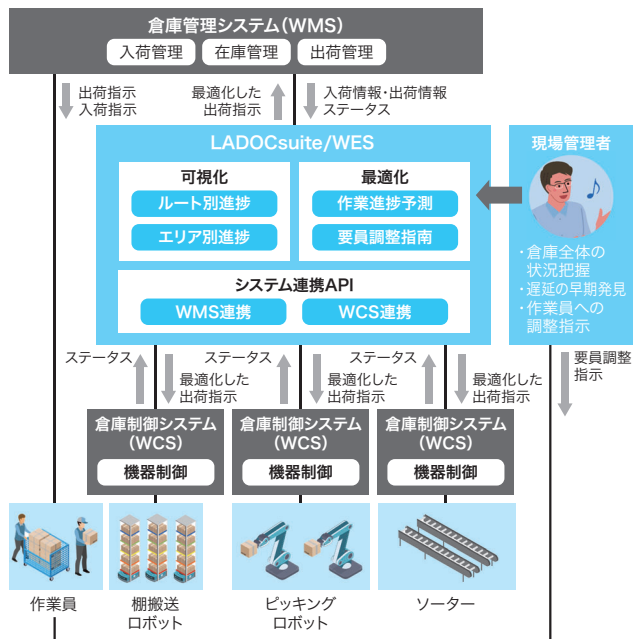 倉庫管理システム(WMS)
入荷管理
在庫管理
出荷管理
出荷指示
入荷指示
最適化した
出荷指示
入荷情報・出荷情報
ステータス
LADOCsuite/WES
可視化
ルート別進捗
エリア別進捗
最適化
作業進捗予測
要員調整指南
システム連携API
WMS連携
WCS連携
現場管理者
・倉庫全体の
状況把握
・遅延の早期発見
・作業員への
調整指示
ステータス
最適化した
出荷指示
ステータス
最適化した
出荷指示
ステータス
最適化した
出荷指示
要員調整
指示
倉庫制御システム
(WCS)
機器制御
倉庫制御システム
(WCS)
機器制御
倉庫制御システム
(WCS)
機器制御
作業員
棚搬送
ロボット
ピッキング
ロボット
ソーター